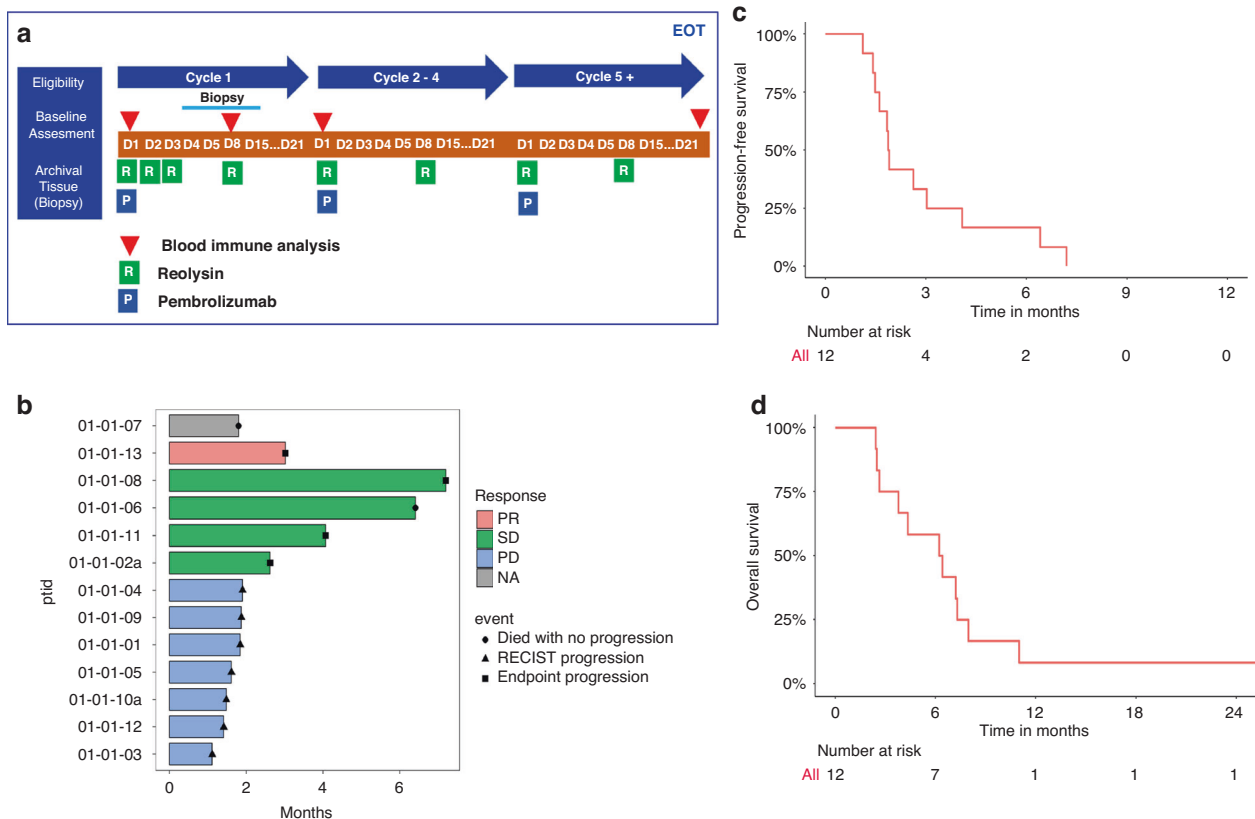 a
EOT
Eligibility
Baseline
Assesment
Archival
Tissue
(Biopsy)
Cycle 1
Cycle 2 - 4
Cycle 5 +
Biopsy
D1 D2 D3 D4 D5 D8 D15...D21
D1 D2 D3 D4 D5 D8 D15...D21
D1 D2 D3 D4 D5 D8 D15...D21
R R R R R R R R
P P P
Blood immune analysis
R Reolysin
P Pembrolizumab
b
ptid
01-01-07
01-01-13
01-01-08
01-01-06
01-01-11
01-01-02a
01-01-04
01-01-09
01-01-01
01-01-05
01-01-10a
01-01-12
01-01-03
0 2 4 6
Months
Response
PR
SD
PD
NA
event
Died with no progression
RECIST progression
Endpoint progression
c
Progression-free survival
100%
75%
50%
25%
0%
0 3 6 9 12
Time in months
Number at risk
All 12 4 2 0 0
d
Overall survival
100%
75%
50%
25%
0%
0 6 12 18 24
Time in months
Number at risk
All 12 7 1 1 1